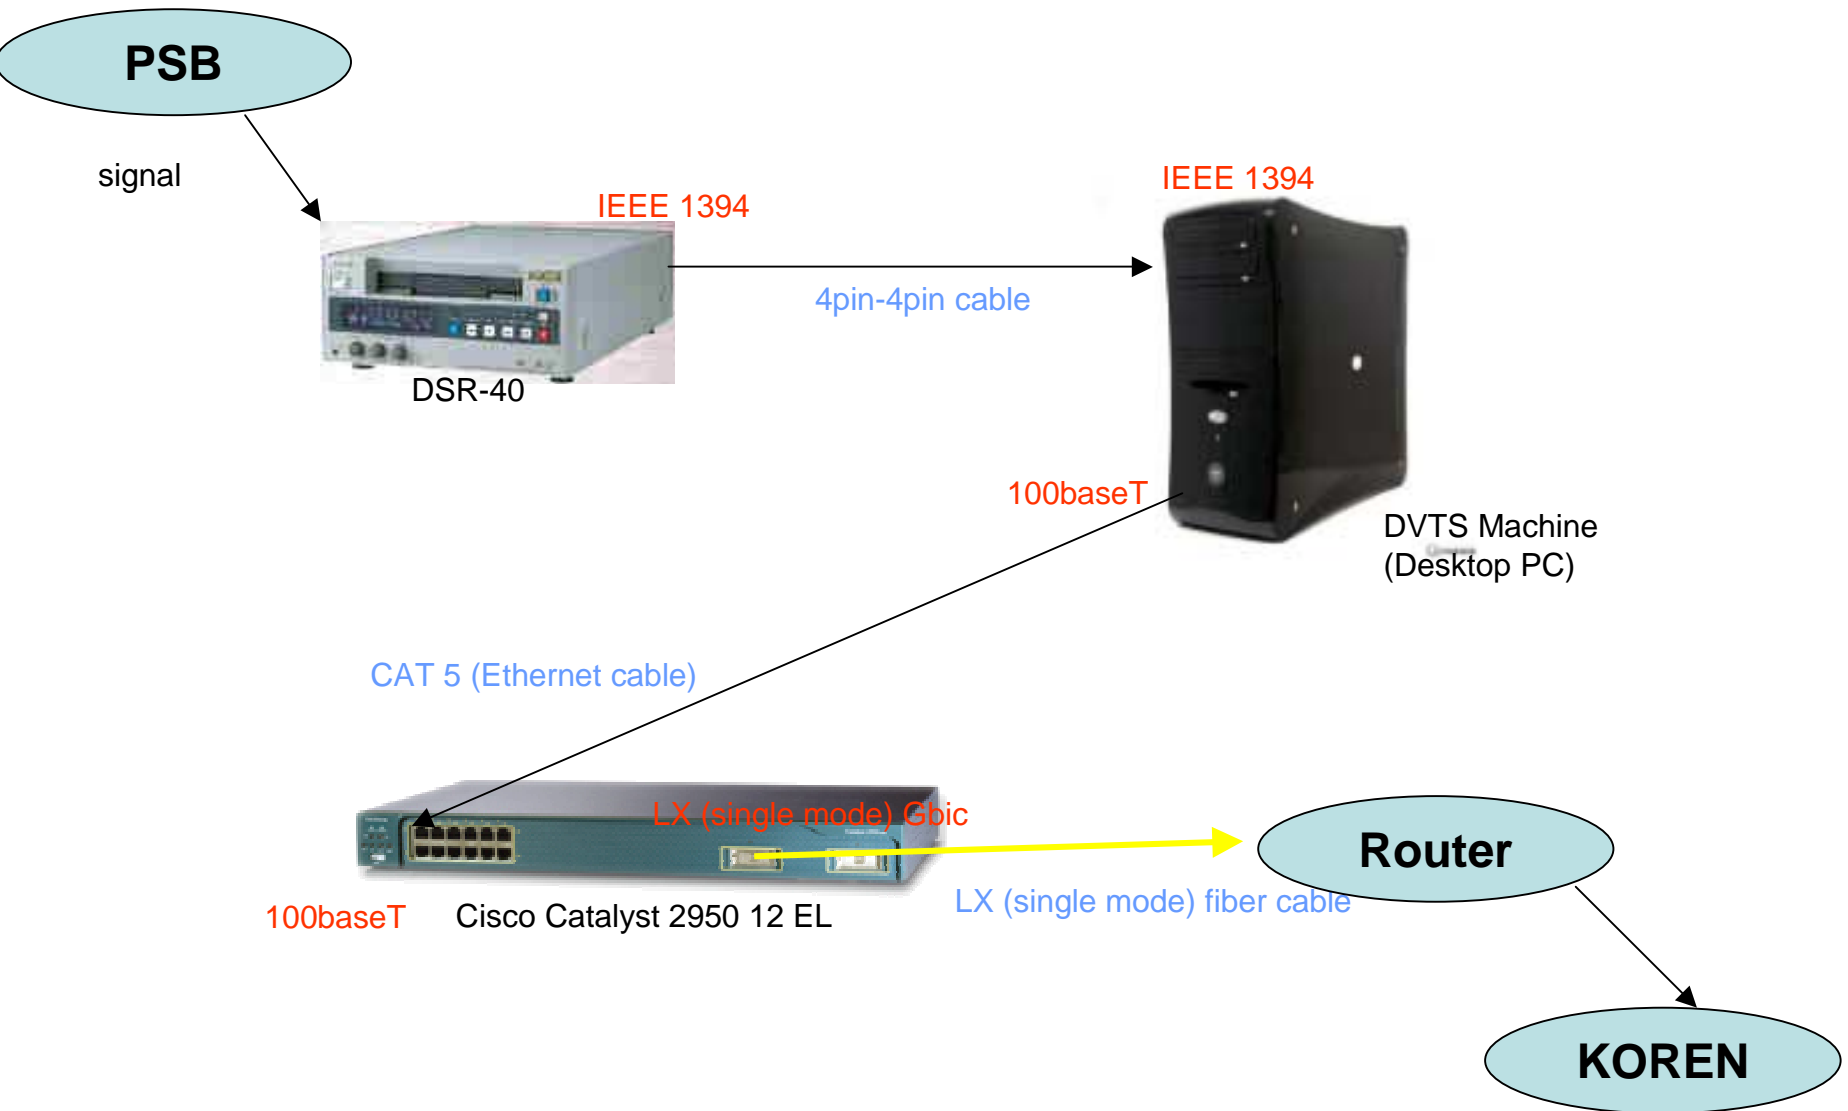 PSB
signal
IEEE 1394
IEEE 1394
4pin-4pin cable
DSR-40
100baseT
DVTS Machine
(Desktop PC)
CAT 5 (Ethernet cable)
LX (single mode) Gbic
Router
LX (single mode) fiber cable
100baseT
Cisco Catalyst 2950 12 EL
KOREN